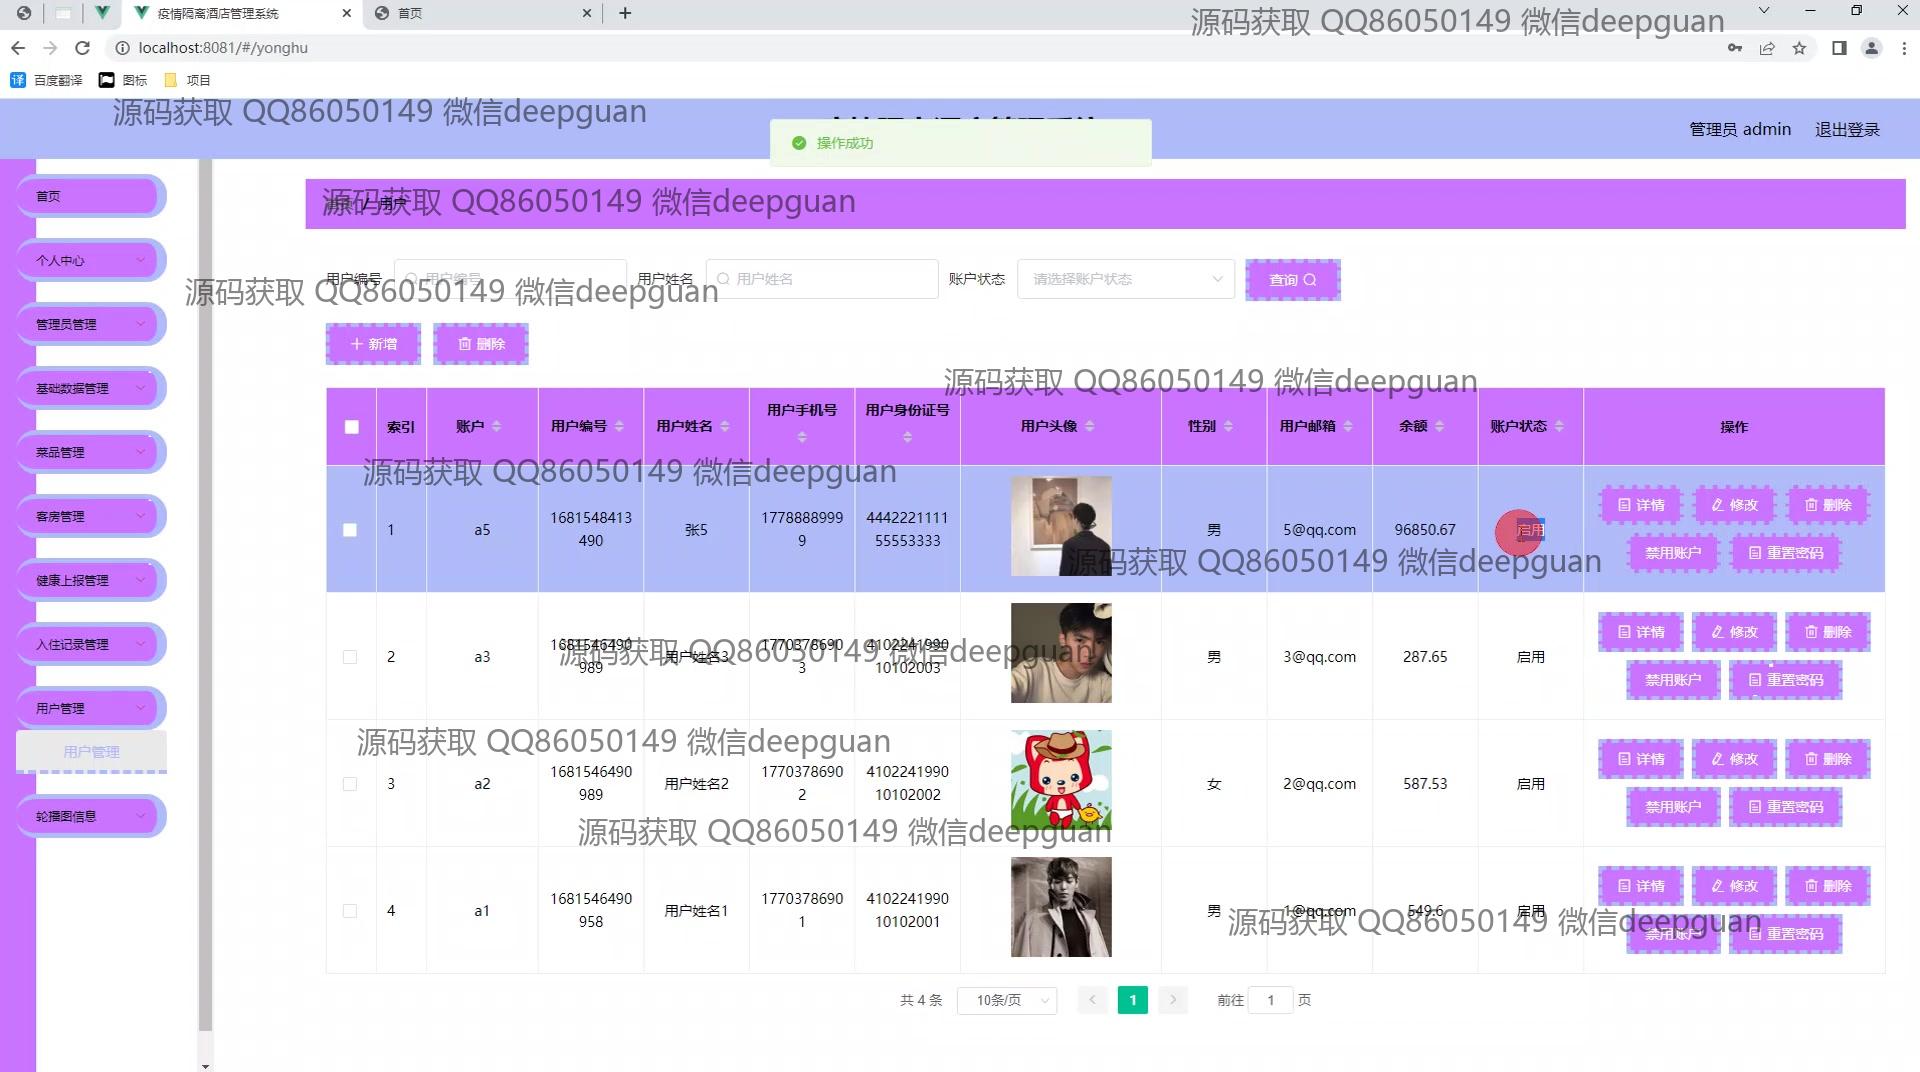 疫情隔离酒店管理系统
首页
源码获取 QQ86050149 微信deepguan
localhost:8081/#/yonghu
百度翻译
图标
项目
源码获取 QQ86050149 微信deepguan
操作成功
管理员 admin
退出登录
首页
个人中心
管理员管理
基础数据管理
菜品管理
客房管理
健康上报管理
入住记录管理
用户管理
用户管理
轮播图信息
源码获取 QQ86050149 微信deepguan
首页 / 用户
用户编号 用户编号 用户姓名 用户姓名 账户状态 请选择账户状态 查询
源码获取 QQ86050149 微信deepguan
新增 删除
源码获取 QQ86050149 微信deepguan
索引 账户 用户编号 用户姓名 用户手机号 用户身份证号 用户头像 性别 用户邮箱 余额 账户状态 操作
源码获取 QQ86050149 微信deepguan
1 a5 1681548413490 张5 17788889999 444222111155553333 男 5@qq.com 96850.67 启用 详情 修改 删除
禁用账户 重置密码
源码获取 QQ86050149 微信deepguan
2 a3 1681546490989 用户姓名3 17703786903 410224199010102003 男 3@qq.com 287.65 启用 详情 修改 删除
禁用账户 重置密码
源码获取 QQ86050149 微信deepguan
源码获取 QQ86050149 微信deepguan
3 a2 1681546490989 用户姓名2 17703786902 410224199010102002 女 2@qq.com 587.53 启用 详情 修改 删除
禁用账户 重置密码
源码获取 QQ86050149 微信deepguan
4 a1 1681546490958 用户姓名1 17703786901 410224199010102001 男 1@qq.com 549.6 启用 详情 修改 删除
禁用账户 重置密码
源码获取 QQ86050149 微信deepguan
共 4 条 10条/页 1 前往 1 页